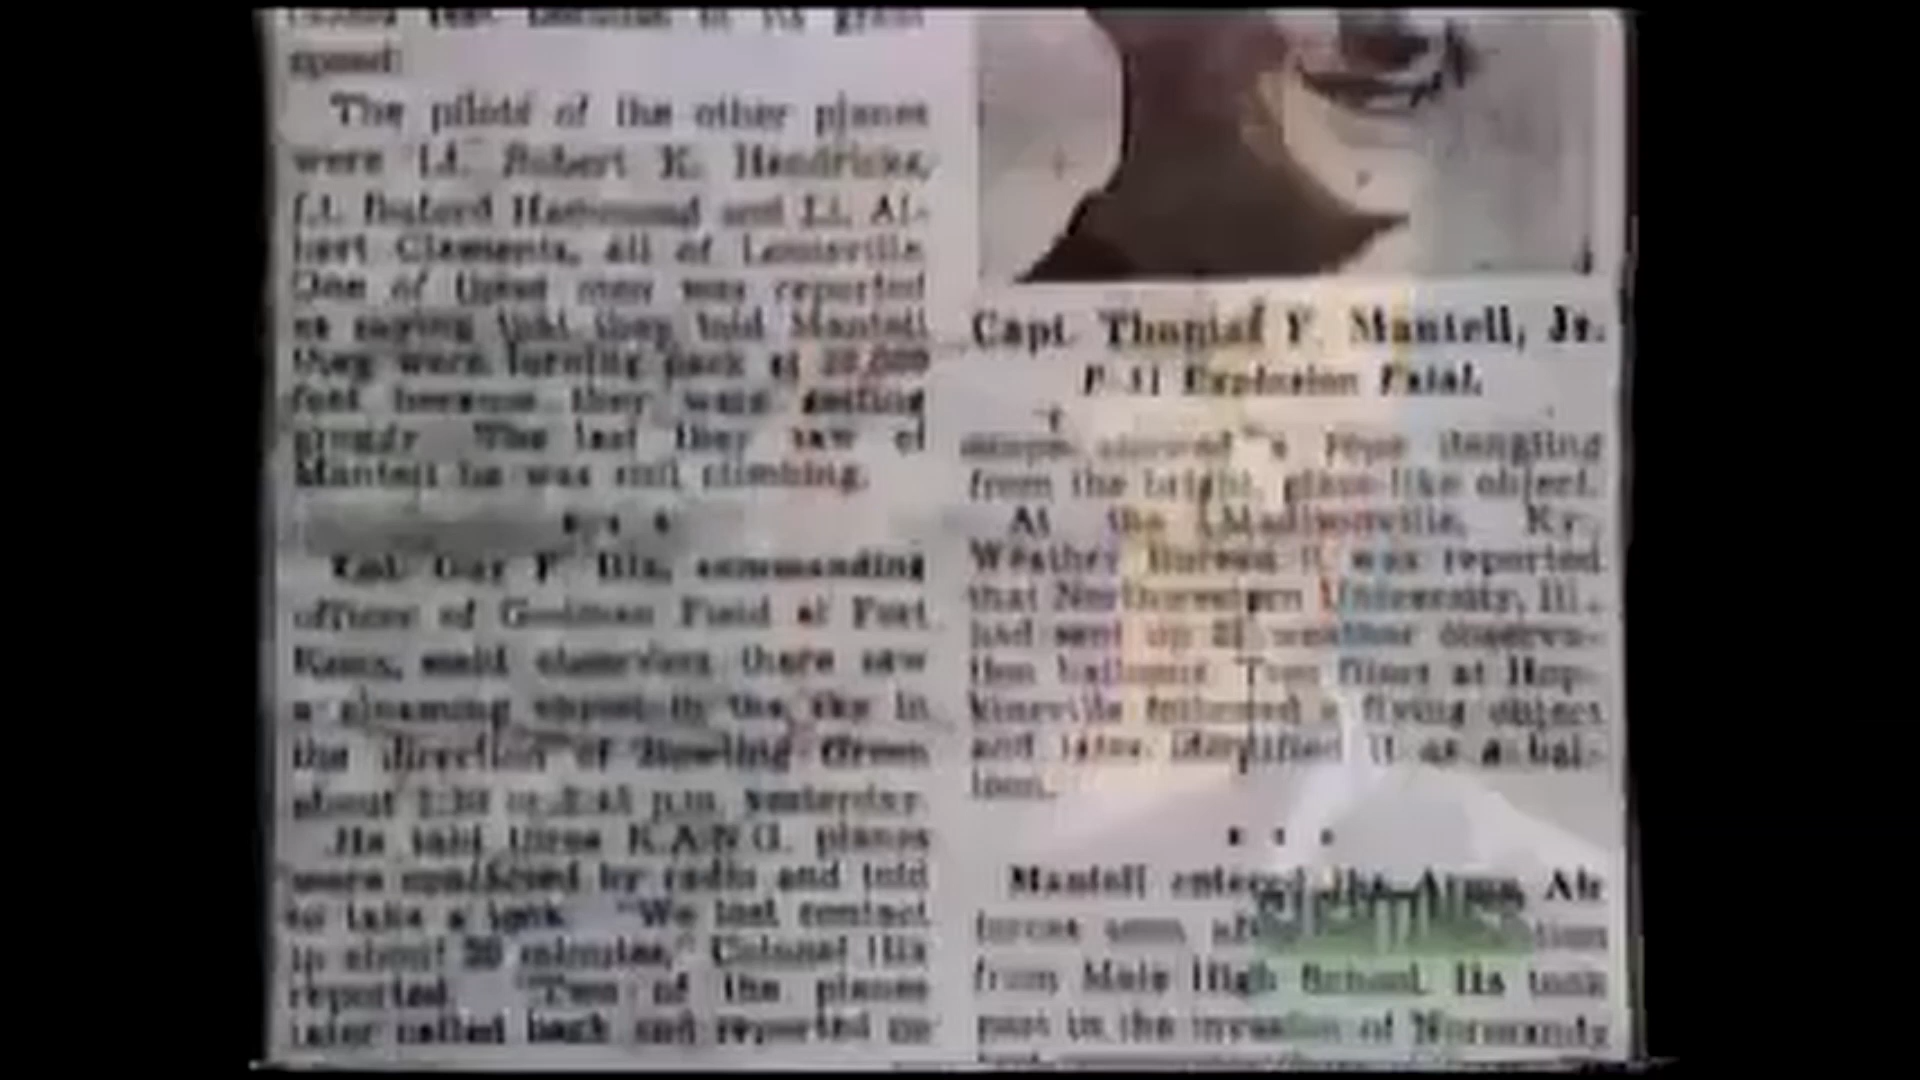 speed.
The pilots of the other planes
were Lt. Robert K. Hendricks,
Lt. Buford Hammond and Lt. Al-
bert Clements, all of Louisville.
One of these men was reported
as saying that they told Mantell
they were turning back at 20,000
feet because they were getting
The last they saw of
Mantell he was still climbing.
Col. Guy F. Hix, commanding
officer of Godman Field at Fort
Knox, said observers there saw
a gleaming object in the sky in
the direction of Bowling Green
about yesterday.
He said three K.A.N.G. planes
were contacted by radio and told
to take a look. "We lost contact
in about 20 minutes," Colonel Hix
reported. "Two of the planes
later called back and reported no
Capt. Thomas F. Mantell, Jr.
P-51 Explosion Fatal.
a rope dangling
from the bright, glass-like object.
At the Madisonville, Ky.,
Weather Bureau it was reported
that Northwestern University, Ill.,
had sent up weather observa-
tion balloons. Two fliers at Hop-
kinsville followed a flying object
and later identified it as a bal-
loon.
Mantell entered the Army Air
forces soon
from Male High School. He took
part in the invasion of Normandy